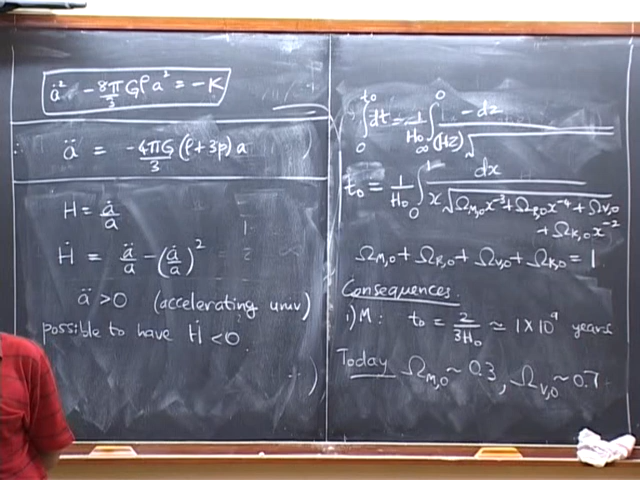 ȧ² - 8π/3 Gρa² = -K
∴ ä = -4πG/3 (ρ+3p)a
H = ȧ/a
Ḣ = ä/a - (ȧ/a)²
ä > 0 (accelerating univ)
possible to have Ḣ < 0
∫₀^t₀ dt = 1/H₀ ∫_∞^0 -dz / (1+z)√
t₀ = 1/H₀ ∫₀^1 dx / x√Ω_M,0 x⁻³ + Ω_R,0 x⁻⁴ + Ω_V,0
+ Ω_K,0 x⁻²
Ω_M,0 + Ω_R,0 + Ω_V,0 + Ω_K,0 = 1
Consequences.
i) M: t₀ = 2/3H₀ ≃ 1 × 10⁹ years
Today Ω_M,0 ~ 0.3, Ω_V,0 ~ 0.7